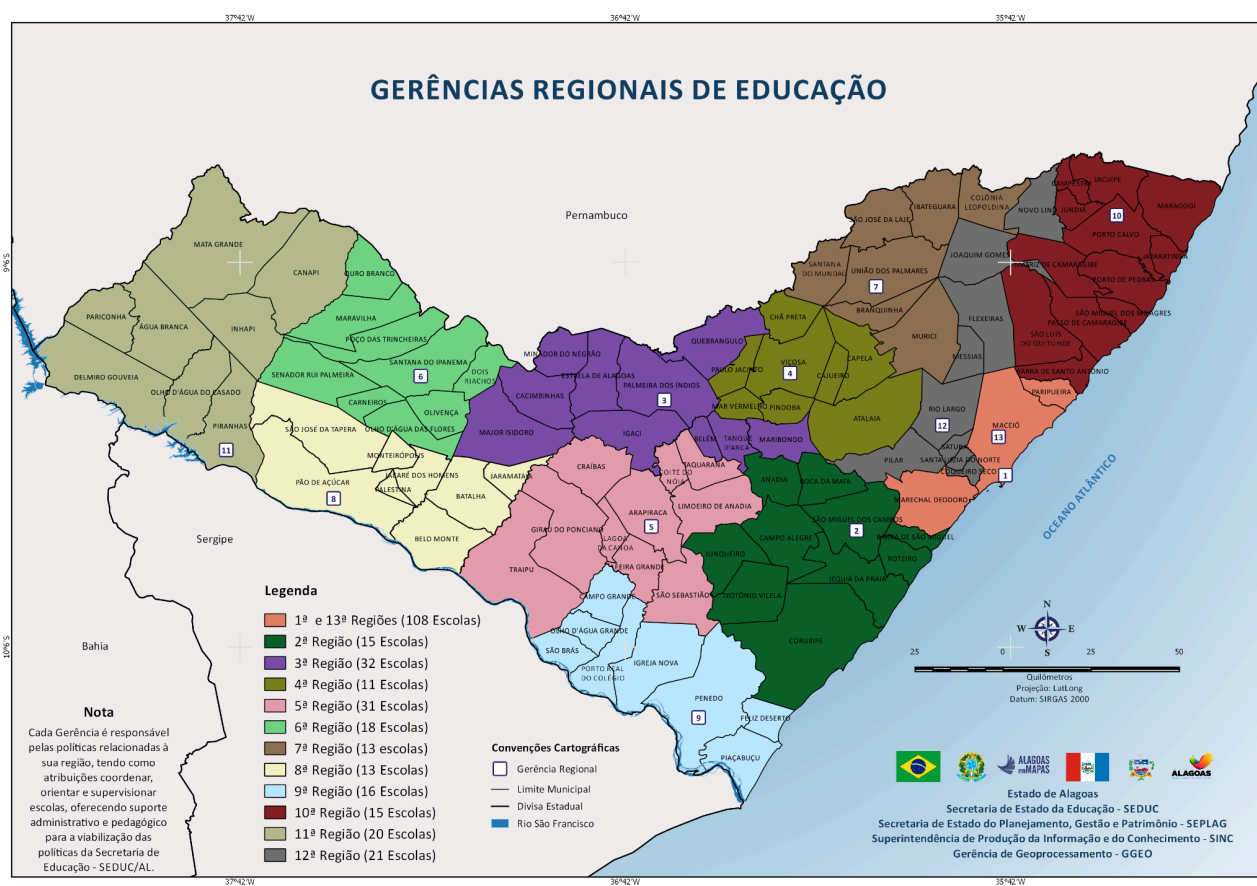 37°42'W
36°42'W
35°42'W
GERÊNCIAS REGIONAIS DE EDUCAÇÃO
Pernambuco
9°6'S
MATA GRANDE
CANAPI
OURO BRANCO
PARICONHA
ÁGUA BRANCA
INHAPI
MARAVILHA
POÇO DAS TRINCHEIRAS
DELMIRO GOUVEIA
OLHO D'ÁGUA DO CASADO
PIRANHAS
11
SENADOR RUI PALMEIRA
SANTANA DO IPANEMA
6
DOIS
RIACHOS
CARNEIROS
OLIVENÇA
OLHO D'ÁGUA DAS FLORES
SÃO JOSÉ DA TAPERA
MONTEIRÓPOLIS
JACARÉ DOS HOMENS
PALESTINA
PÃO DE AÇÚCAR
8
JARAMATAIA
BATALHA
BELO MONTE
MINADOR DO NEGRÃO
ESTRELA DE ALAGOAS
CACIMBINHAS
PALMEIRA DOS ÍNDIOS
3
MAJOR ISIDORO
IGACI
QUEBRANGULO
BELÉM
TANQUE
D'ARCA
MARIBONDO
CHÃ PRETA
PAULO JACINTO
VIÇOSA
4
CAPELA
CAJUEIRO
MAR VERMELHO
PINDOBA
ATALAIA
SÃO JOSÉ DA LAJE
IBATEGUARA
COLÔNIA
LEOPOLDINA
SANTANA
DO MUNDAÚ
UNIÃO DOS PALMARES
7
BRANQUINHA
MURICI
NOVO LINO
JOAQUIM GOMES
FLEXEIRAS
MESSIAS
RIO LARGO
12
SATUBA
SANTA LUZIA DO NORTE
COQUEIRO SECO
PILAR
CAMPESTRE
JACUÍPE
JUNDIÁ
10
MARAGOGI
PORTO CALVO
JAPARATINGA
MATRIZ DE CAMARAGIBE
PORTO DE PEDRAS
SÃO MIGUEL DOS MILAGRES
PASSO DE CAMARAGIBE
SÃO LUÍS
DO QUITUNDE
BARRA DE SANTO ANTÔNIO
PARIPUEIRA
MACEIÓ
13
1
MARECHAL DEODORO
CRAÍBAS
COITÉ DO
NÓIA
TAQUARANA
ARAPIRACA
5
LIMOEIRO DE ANADIA
GIRAU DO PONCIANO
LAGOA
DA CANOA
TRAIPU
FEIRA GRANDE
SÃO SEBASTIÃO
ANADIA
BOCA DA MATA
SÃO MIGUEL DOS CAMPOS
2
CAMPO ALEGRE
BARRA DE SÃO MIGUEL
ROTEIRO
JUNQUEIRO
JEQUIÁ DA PRAIA
TEOTÔNIO VILELA
CORURIPE
CAMPO GRANDE
OLHO D'ÁGUA GRANDE
SÃO BRÁS
PORTO REAL
DO COLÉGIO
IGREJA NOVA
PENEDO
9
FELIZ DESERTO
PIAÇABUÇU
OCEANO ATLÂNTICO
Sergipe
Bahia
10°6'S
Legenda
1ª e 13ª Regiões (108 Escolas)
2ª Região (15 Escolas)
3ª Região (32 Escolas)
4ª Região (11 Escolas)
5ª Região (31 Escolas)
6ª Região (18 Escolas)
7ª Região (13 escolas)
8ª Região (13 Escolas)
9ª Região (16 Escolas)
10ª Região (15 Escolas)
11ª Região (20 Escolas)
12ª Região (21 Escolas)
Nota
Cada Gerência é responsável
pelas políticas relacionadas à
sua região, tendo como
atribuições coordenar,
orientar e supervisionar
escolas, oferecendo suporte
administrativo e pedagógico
para a viabilização das
políticas da Secretaria de
Educação - SEDUC/AL.
Convenções Cartográficas
Gerência Regional
Limite Municipal
Divisa Estadual
Rio São Francisco
N
W E
S
25 0 25 50
Quilômetros
Projeção: LatLong
Datum: SIRGAS 2000
ALAGOAS
EM MAPAS
ALAGOAS
Estado de Alagoas
Secretaria de Estado da Educação - SEDUC
Secretaria de Estado do Planejamento, Gestão e Patrimônio - SEPLAG
Superintendência de Produção da Informação e do Conhecimento - SINC
Gerência de Geoprocessamento - GGEO
37°42'W
36°42'W
35°42'W